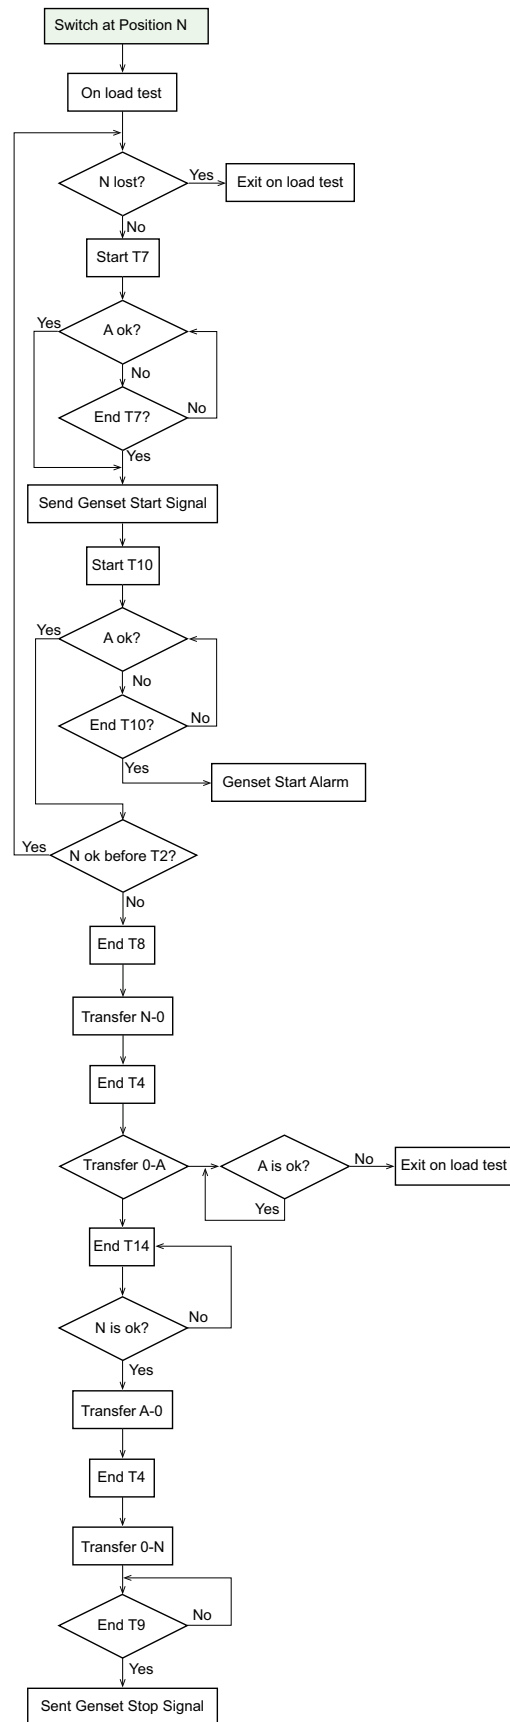 Switch at Position N
On load test
N lost?
Yes
Exit on load test
No
Start T7
Yes
A ok?
No
End T7?
No
Yes
Send Genset Start Signal
Start T10
Yes
A ok?
No
End T10?
No
Yes
Genset Start Alarm
Yes
N ok before T2?
No
End T8
Transfer N-0
End T4
Transfer 0-A
A is ok?
No
Exit on load test
Yes
End T14
N is ok?
No
Yes
Transfer A-0
End T4
Transfer 0-N
End T9
No
Yes
Sent Genset Stop Signal